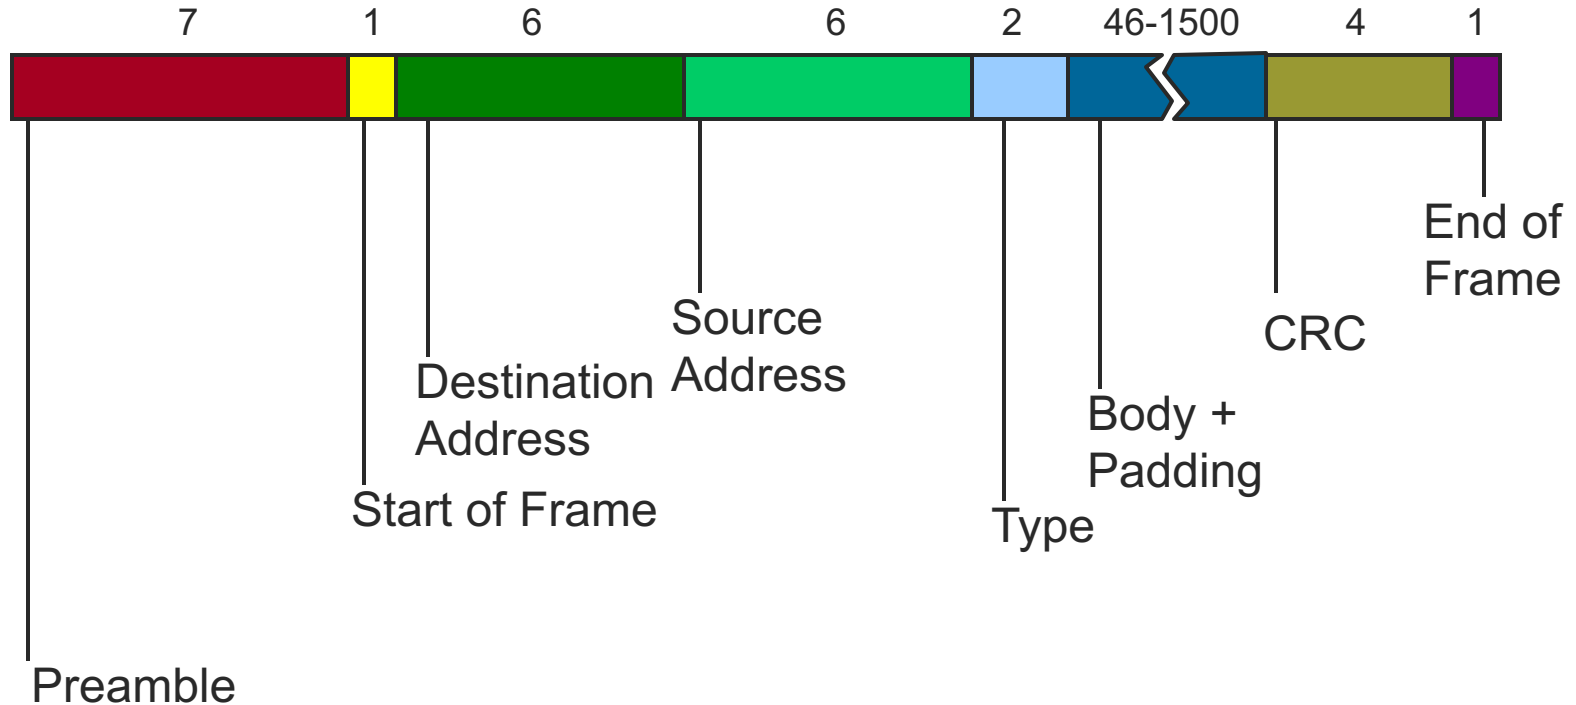 7 1 6 6 2 46-1500 4 1
End of
Frame
Source
Address
CRC
Destination
Address
Body +
Padding
Start of Frame
Type
Preamble